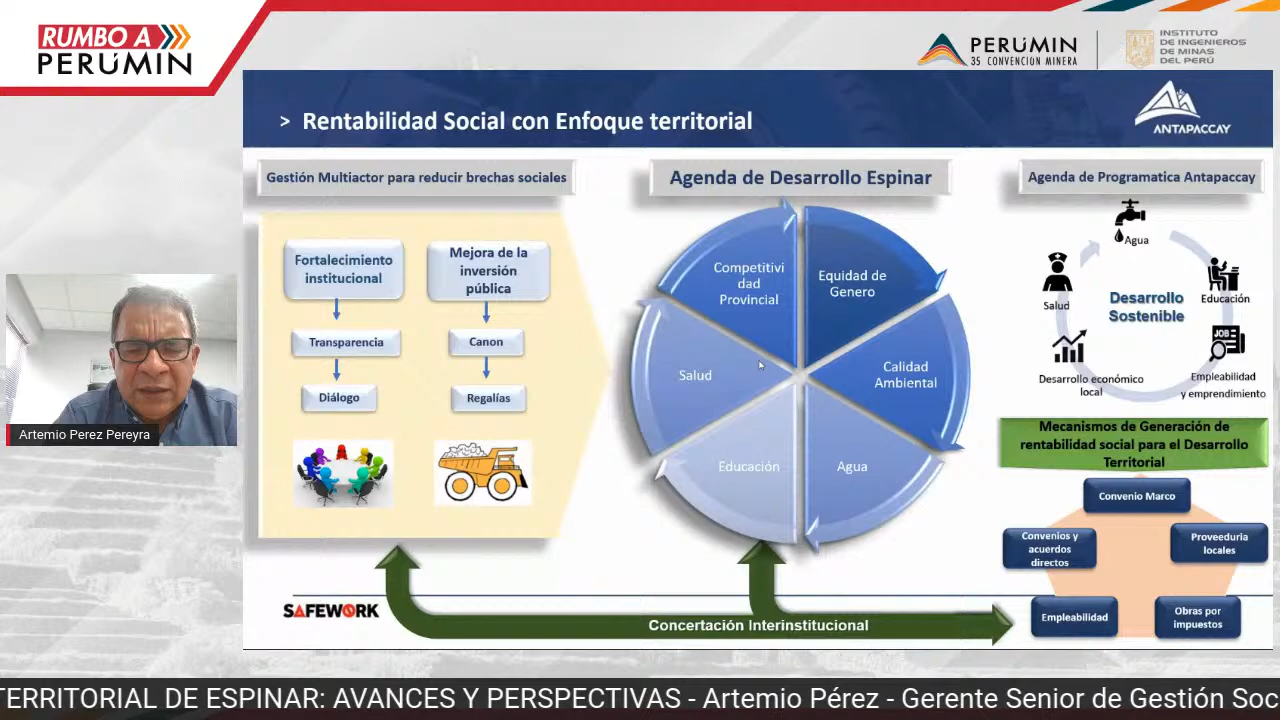 RUMBO A
PERÚMIN
PERÚMIN
35 CONVENCIÓN MINERA
INSTITUTO
DE INGENIEROS
DE MINAS
DEL PERÚ
> Rentabilidad Social con Enfoque territorial
ANTAPACCAY
Gestión Multiactor para reducir brechas sociales
Fortalecimiento
institucional
Transparencia
Diálogo
Mejora de la
inversión
pública
Canon
Regalías
Agenda de Desarrollo Espinar
Competitivi
dad
Provincial
Equidad de
Genero
Salud
Calidad
Ambiental
Educación
Agua
Agenda de Programatica Antapaccay
Agua
Salud
Educación
Desarrollo
Sostenible
JOB
Desarrollo económico
local
Empleabilidad
y emprendimiento
Mecanismos de Generación de
rentabilidad social para el Desarrollo
Territorial
Convenio Marco
Convenios y
acuerdos
directos
Proveeduria
locales
Empleabilidad
Obras por
impuestos
SAFEWORK
Concertación Interinstitucional
Artemio Perez Pereyra
TERRITORIAL DE ESPINAR: AVANCES Y PERSPECTIVAS - Artemio Pérez - Gerente Senior de Gestión Soc